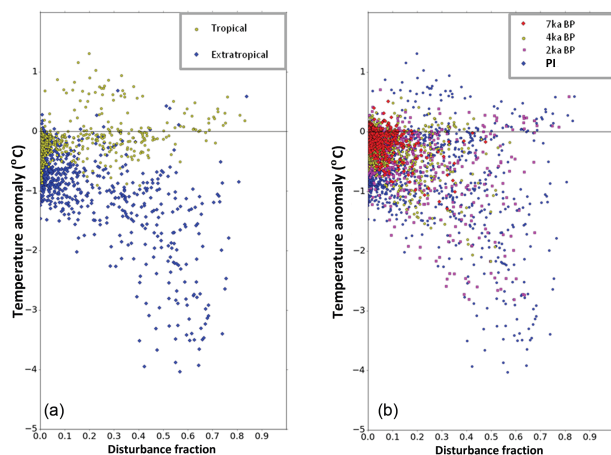 Tropical
Extratropical
1
0
−1
−2
−3
−4
−5
Temperature anomaly (°C)
(a)
0.0 0.1 0.2 0.3 0.4 0.5 0.6 0.7 0.8 0.9
Disturbance fraction
7ka BP
4ka BP
2ka BP
PI
1
0
−1
−2
−3
−4
−5
Temperature anomaly (°C)
(b)
0.0 0.1 0.2 0.3 0.4 0.5 0.6 0.7 0.8 0.9
Disturbance fraction